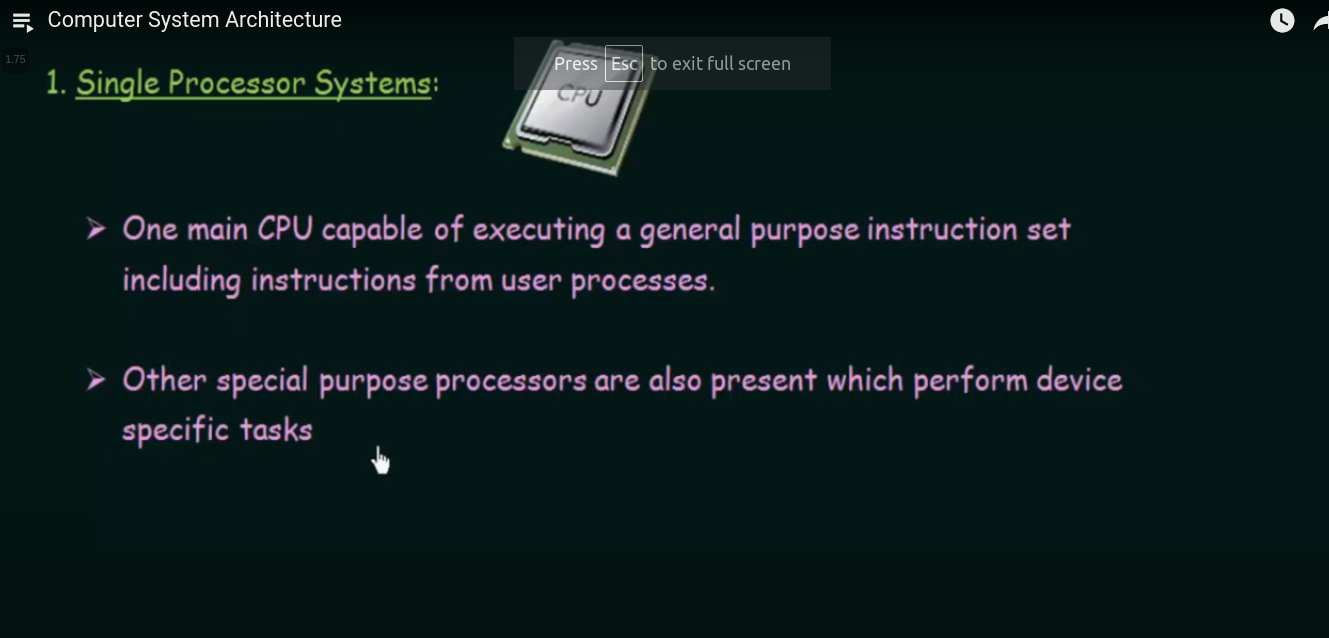 Computer System Architecture
1.75
Press Esc to exit full screen
1. Single Processor Systems:
CPU
➤ One main CPU capable of executing a general purpose instruction set
including instructions from user processes.
➤ Other special purpose processors are also present which perform device
specific tasks